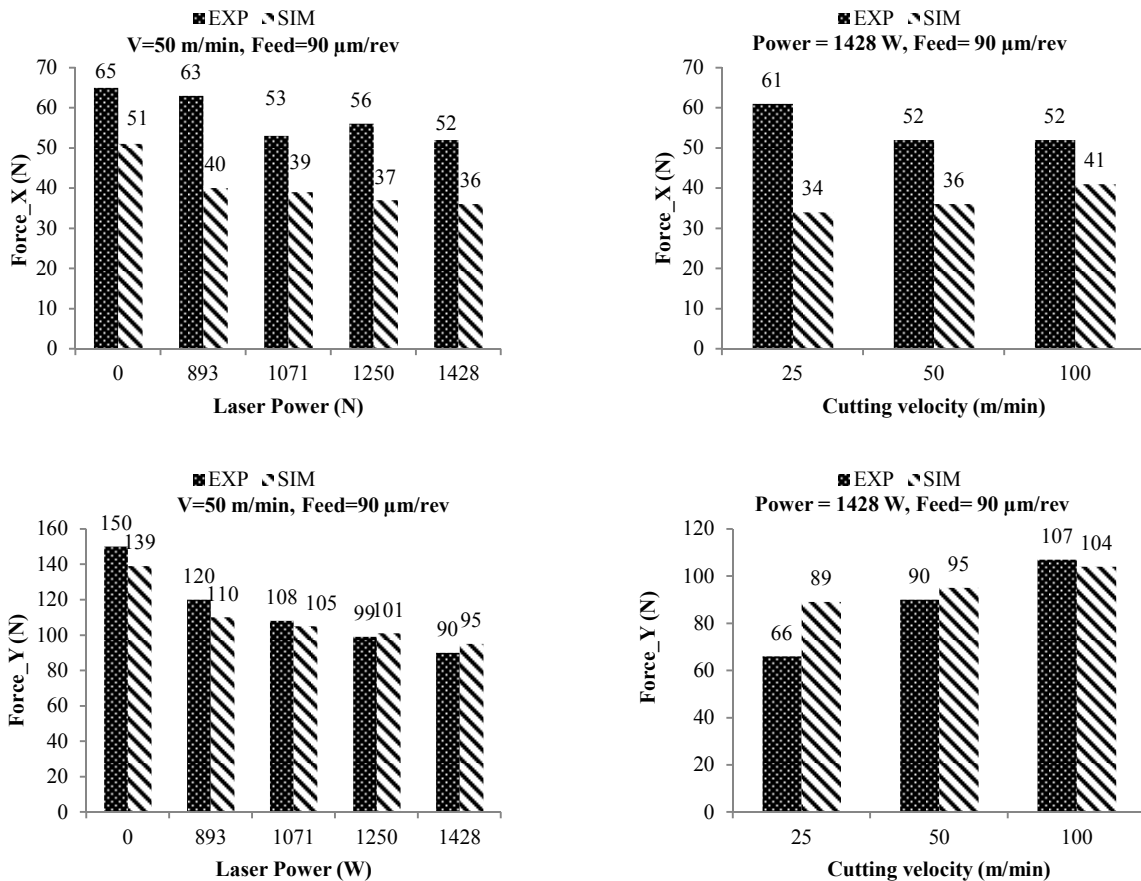 EXP SIM
V=50 m/min, Feed=90 µm/rev
Force_X (N)
70
60
50
40
30
20
10
0
65 63 53 56 52
51 40 39 37 36
0 893 1071 1250 1428
Laser Power (N)
EXP SIM
Power = 1428 W, Feed= 90 µm/rev
Force_X (N)
70
60
50
40
30
20
10
0
61 52 52
34 36 41
25 50 100
Cutting velocity (m/min)
EXP SIM
V=50 m/min, Feed=90 µm/rev
Force_Y (N)
160
140
120
100
80
60
40
20
0
150 120 108 99 90
139 110 105 101 95
0 893 1071 1250 1428
Laser Power (W)
EXP SIM
Power = 1428 W, Feed= 90 µm/rev
Force_Y (N)
120
100
80
60
40
20
0
66 90 107
89 95 104
25 50 100
Cutting velocity (m/min)